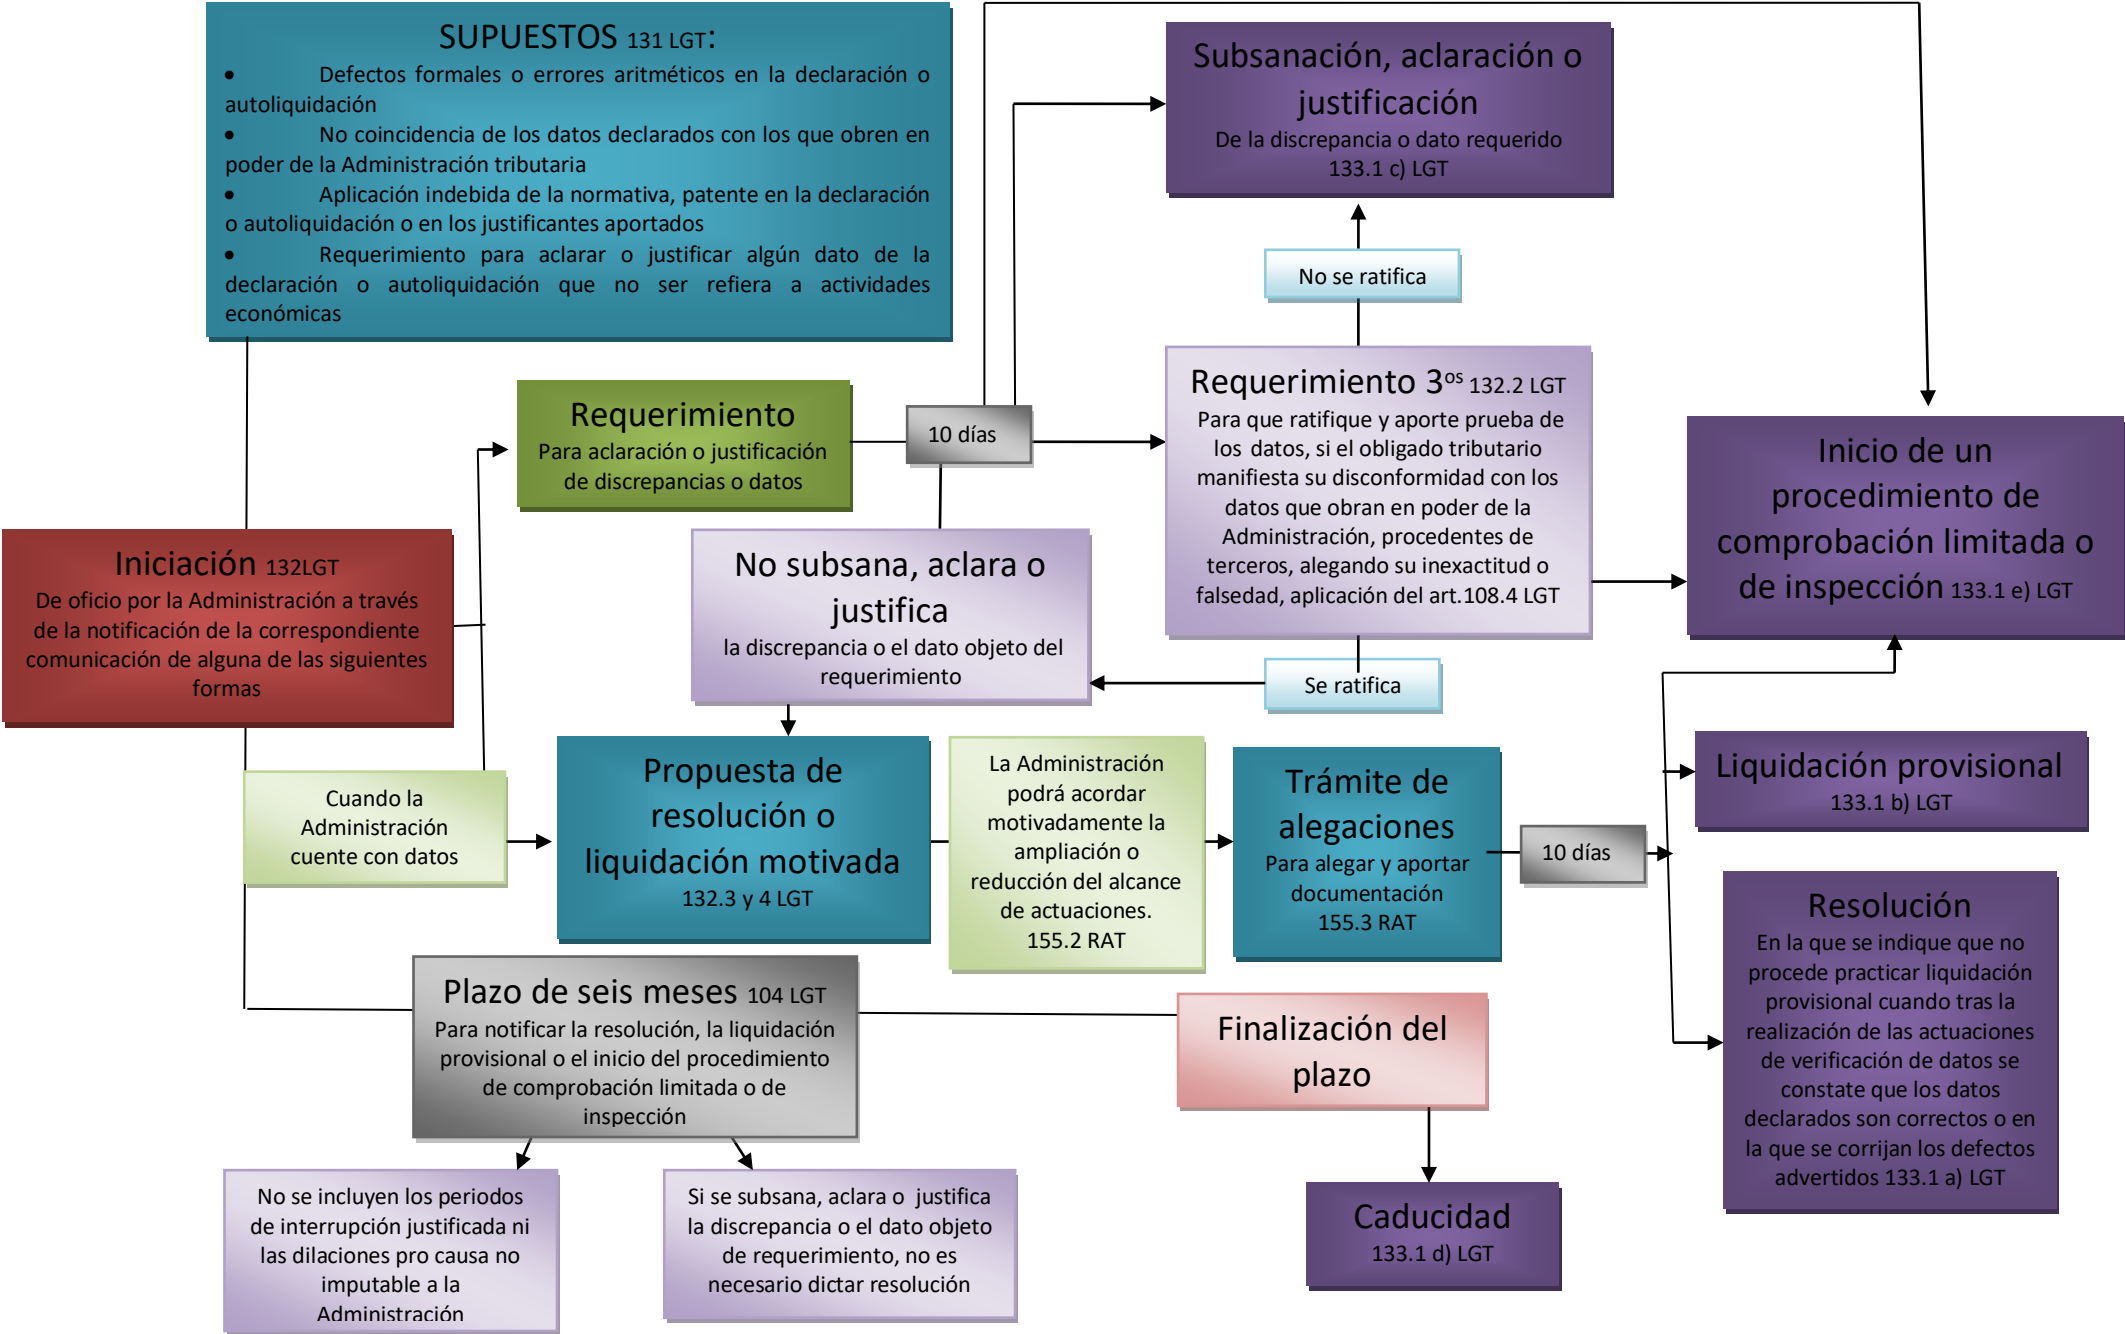 SUPUESTOS 131 LGT:
• Defectos formales o errores aritméticos en la declaración o
autoliquidación
• No coincidencia de los datos declarados con los que obren en
poder de la Administración tributaria
• Aplicación indebida de la normativa, patente en la declaración
o autoliquidación o en los justificantes aportados
• Requerimiento para aclarar o justificar algún dato de la
declaración o autoliquidación que no ser refiera a actividades
económicas
Subsanación, aclaración o
justificación
De la discrepancia o dato requerido
133.1 c) LGT
No se ratifica
Requerimiento
Para aclaración o justificación
de discrepancias o datos
10 días
Requerimiento 3os 132.2 LGT
Para que ratifique y aporte prueba de
los datos, si el obligado tributario
manifiesta su disconformidad con los
datos que obran en poder de la
Administración, procedentes de
terceros, alegando su inexactitud o
falsedad, aplicación del art.108.4 LGT
Inicio de un
procedimiento de
comprobación limitada o
de inspección 133.1 e) LGT
Iniciación 132LGT
De oficio por la Administración a través
de la notificación de la correspondiente
comunicación de alguna de las siguientes
formas
No subsana, aclara o
justifica
la discrepancia o el dato objeto del
requerimiento
Se ratifica
Cuando la
Administración
cuente con datos
Propuesta de
resolución o
liquidación motivada
132.3 y 4 LGT
La Administración
podrá acordar
motivadamente la
ampliación o
reducción del alcance
de actuaciones.
155.2 RAT
Trámite de
alegaciones
Para alegar y aportar
documentación
155.3 RAT
10 días
Liquidación provisional
133.1 b) LGT
Resolución
En la que se indique que no
procede practicar liquidación
provisional cuando tras la
realización de las actuaciones
de verificación de datos se
constate que los datos
declarados son correctos o en
la que se corrijan los defectos
advertidos 133.1 a) LGT
Plazo de seis meses 104 LGT
Para notificar la resolución, la liquidación
provisional o el inicio del procedimiento
de comprobación limitada o de
inspección
Finalización del
plazo
No se incluyen los periodos
de interrupción justificada ni
las dilaciones pro causa no
imputable a la
Administración
Si se subsana, aclara o justifica
la discrepancia o el dato objeto
de requerimiento, no es
necesario dictar resolución
Caducidad
133.1 d) LGT